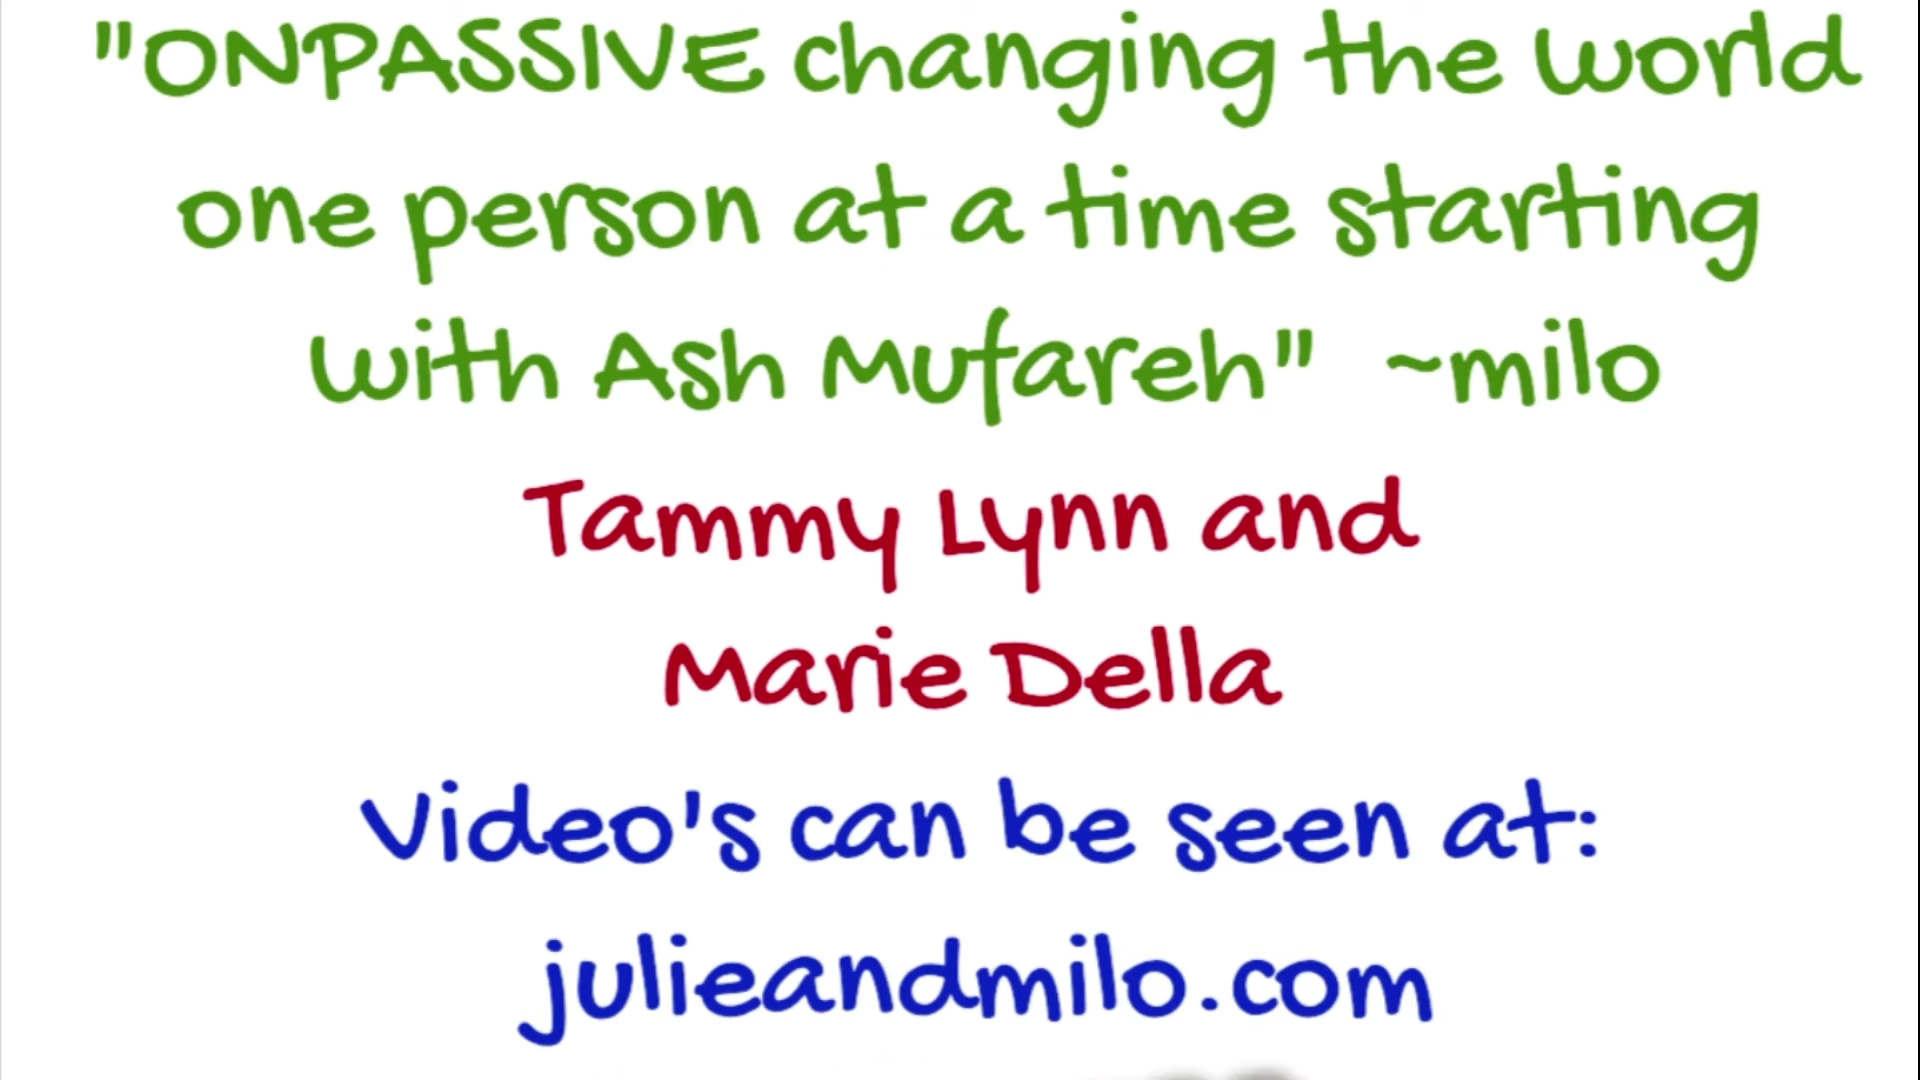 "ONPASSIVE changing the world
one person at a time starting
with Ash Mufareh" ~milo
Tammy Lynn and
Marie Della
Video's can be seen at:
julieandmilo.com